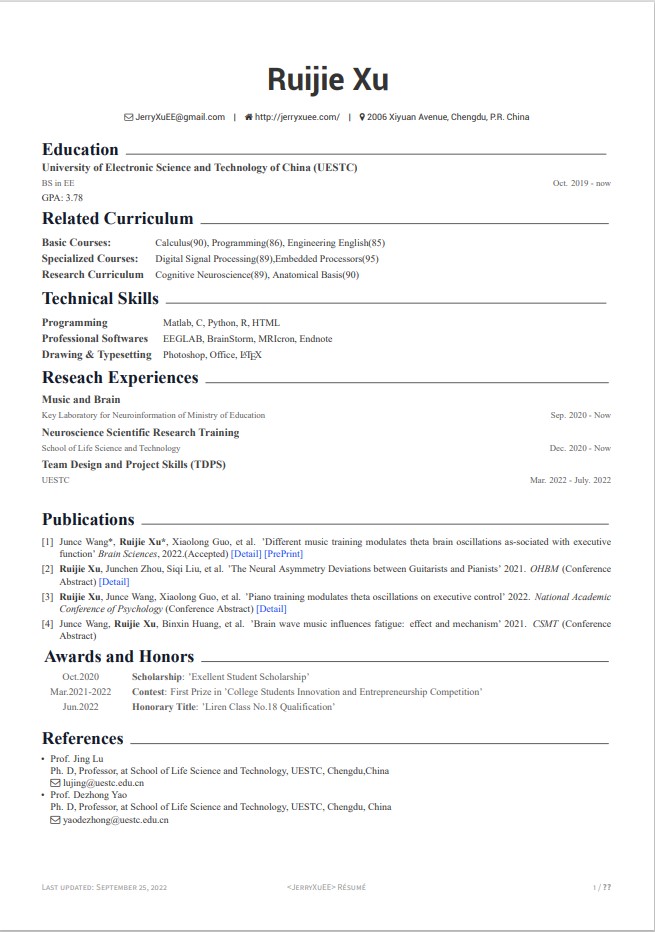 Ruijie Xu
JerryXuEE@gmail.com | http://jerryxuee.com/ | 2006 Xiyuan Avenue, Chengdu, P.R. China
Education
University of Electronic Science and Technology of China (UESTC)
BS in EE Oct. 2019 - now
GPA: 3.78
Related Curriculum
Basic Courses: Calculus(90), Programming(86), Engineering English(85)
Specialized Courses: Digital Signal Processing(89),Embedded Processors(95)
Research Curriculum Cognitive Neuroscience(89), Anatomical Basis(90)
Technical Skills
Programming Matlab, C, Python, R, HTML
Professional Softwares EEGLAB, BrainStorm, MRIcron, Endnote
Drawing & Typesetting Photoshop, Office, LATEX
Reseach Experiences
Music and Brain
Key Laboratory for Neuroinformation of Ministry of Education Sep. 2020 - Now
Neuroscience Scientific Research Training
School of Life Science and Technology Dec. 2020 - Now
Team Design and Project Skills (TDPS)
UESTC Mar. 2022 - July. 2022
Publications
[1] Junce Wang*, Ruijie Xu*, Xiaolong Guo, et al. 'Different music training modulates theta brain oscillations as-sociated with executive
function' Brain Sciences, 2022.(Accepted) [Detail] [PrePrint]
[2] Ruijie Xu, Junchen Zhou, Siqi Liu, et al. 'The Neural Asymmetry Deviations between Guitarists and Pianists' 2021. OHBM (Conference
Abstract) [Detail]
[3] Ruijie Xu, Junce Wang, Xiaolong Guo, et al. 'Piano training modulates theta oscillations on executive control' 2022. National Academic
Conference of Psychology (Conference Abstract) [Detail]
[4] Junce Wang, Ruijie Xu, Binxin Huang, et al. 'Brain wave music influences fatigue: effect and mechanism' 2021. CSMT (Conference
Abstract)
Awards and Honors
Oct.2020 Scholarship: 'Exellent Student Scholarship'
Mar.2021-2022 Contest: First Prize in 'College Students Innovation and Entrepreneurship Competition'
Jun.2022 Honorary Title: 'Liren Class No.18 Qualification'
References
• Prof. Jing Lu
Ph. D, Professor, at School of Life Science and Technology, UESTC, Chengdu,China
lujing@uestc.edu.cn
• Prof. Dezhong Yao
Ph. D, Professor, at School of Life Science and Technology, UESTC, Chengdu, China
yaodezhong@uestc.edu.cn
Last updated: September 25, 2022 <JerryXuEE> Résumé 1 / ??